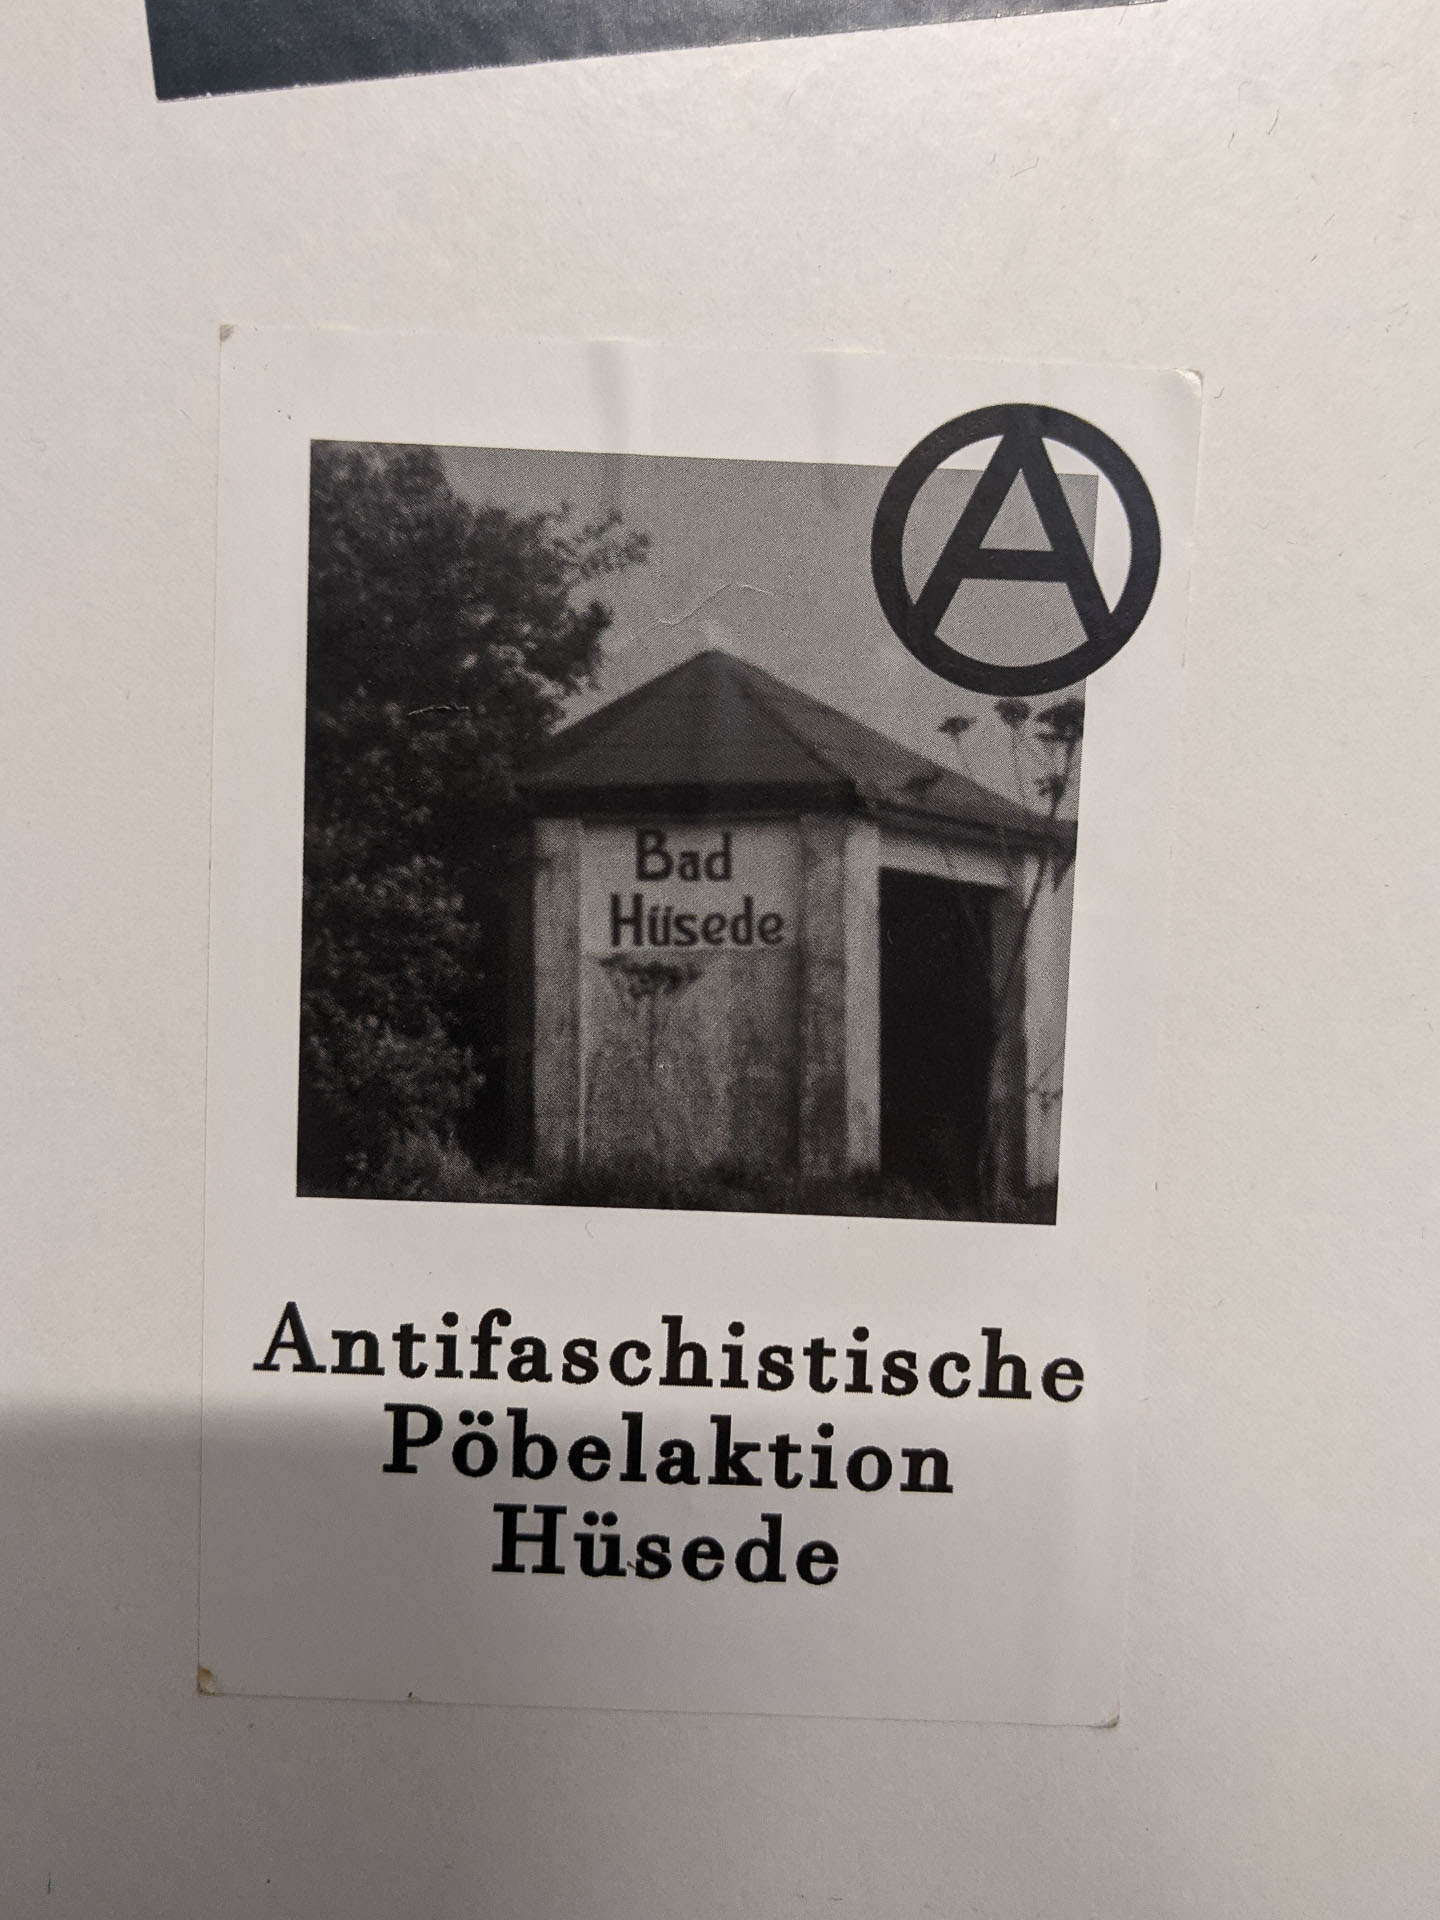 A
Bad
Hüsede
Antifaschistische
Pöbelaktion
Hüsede